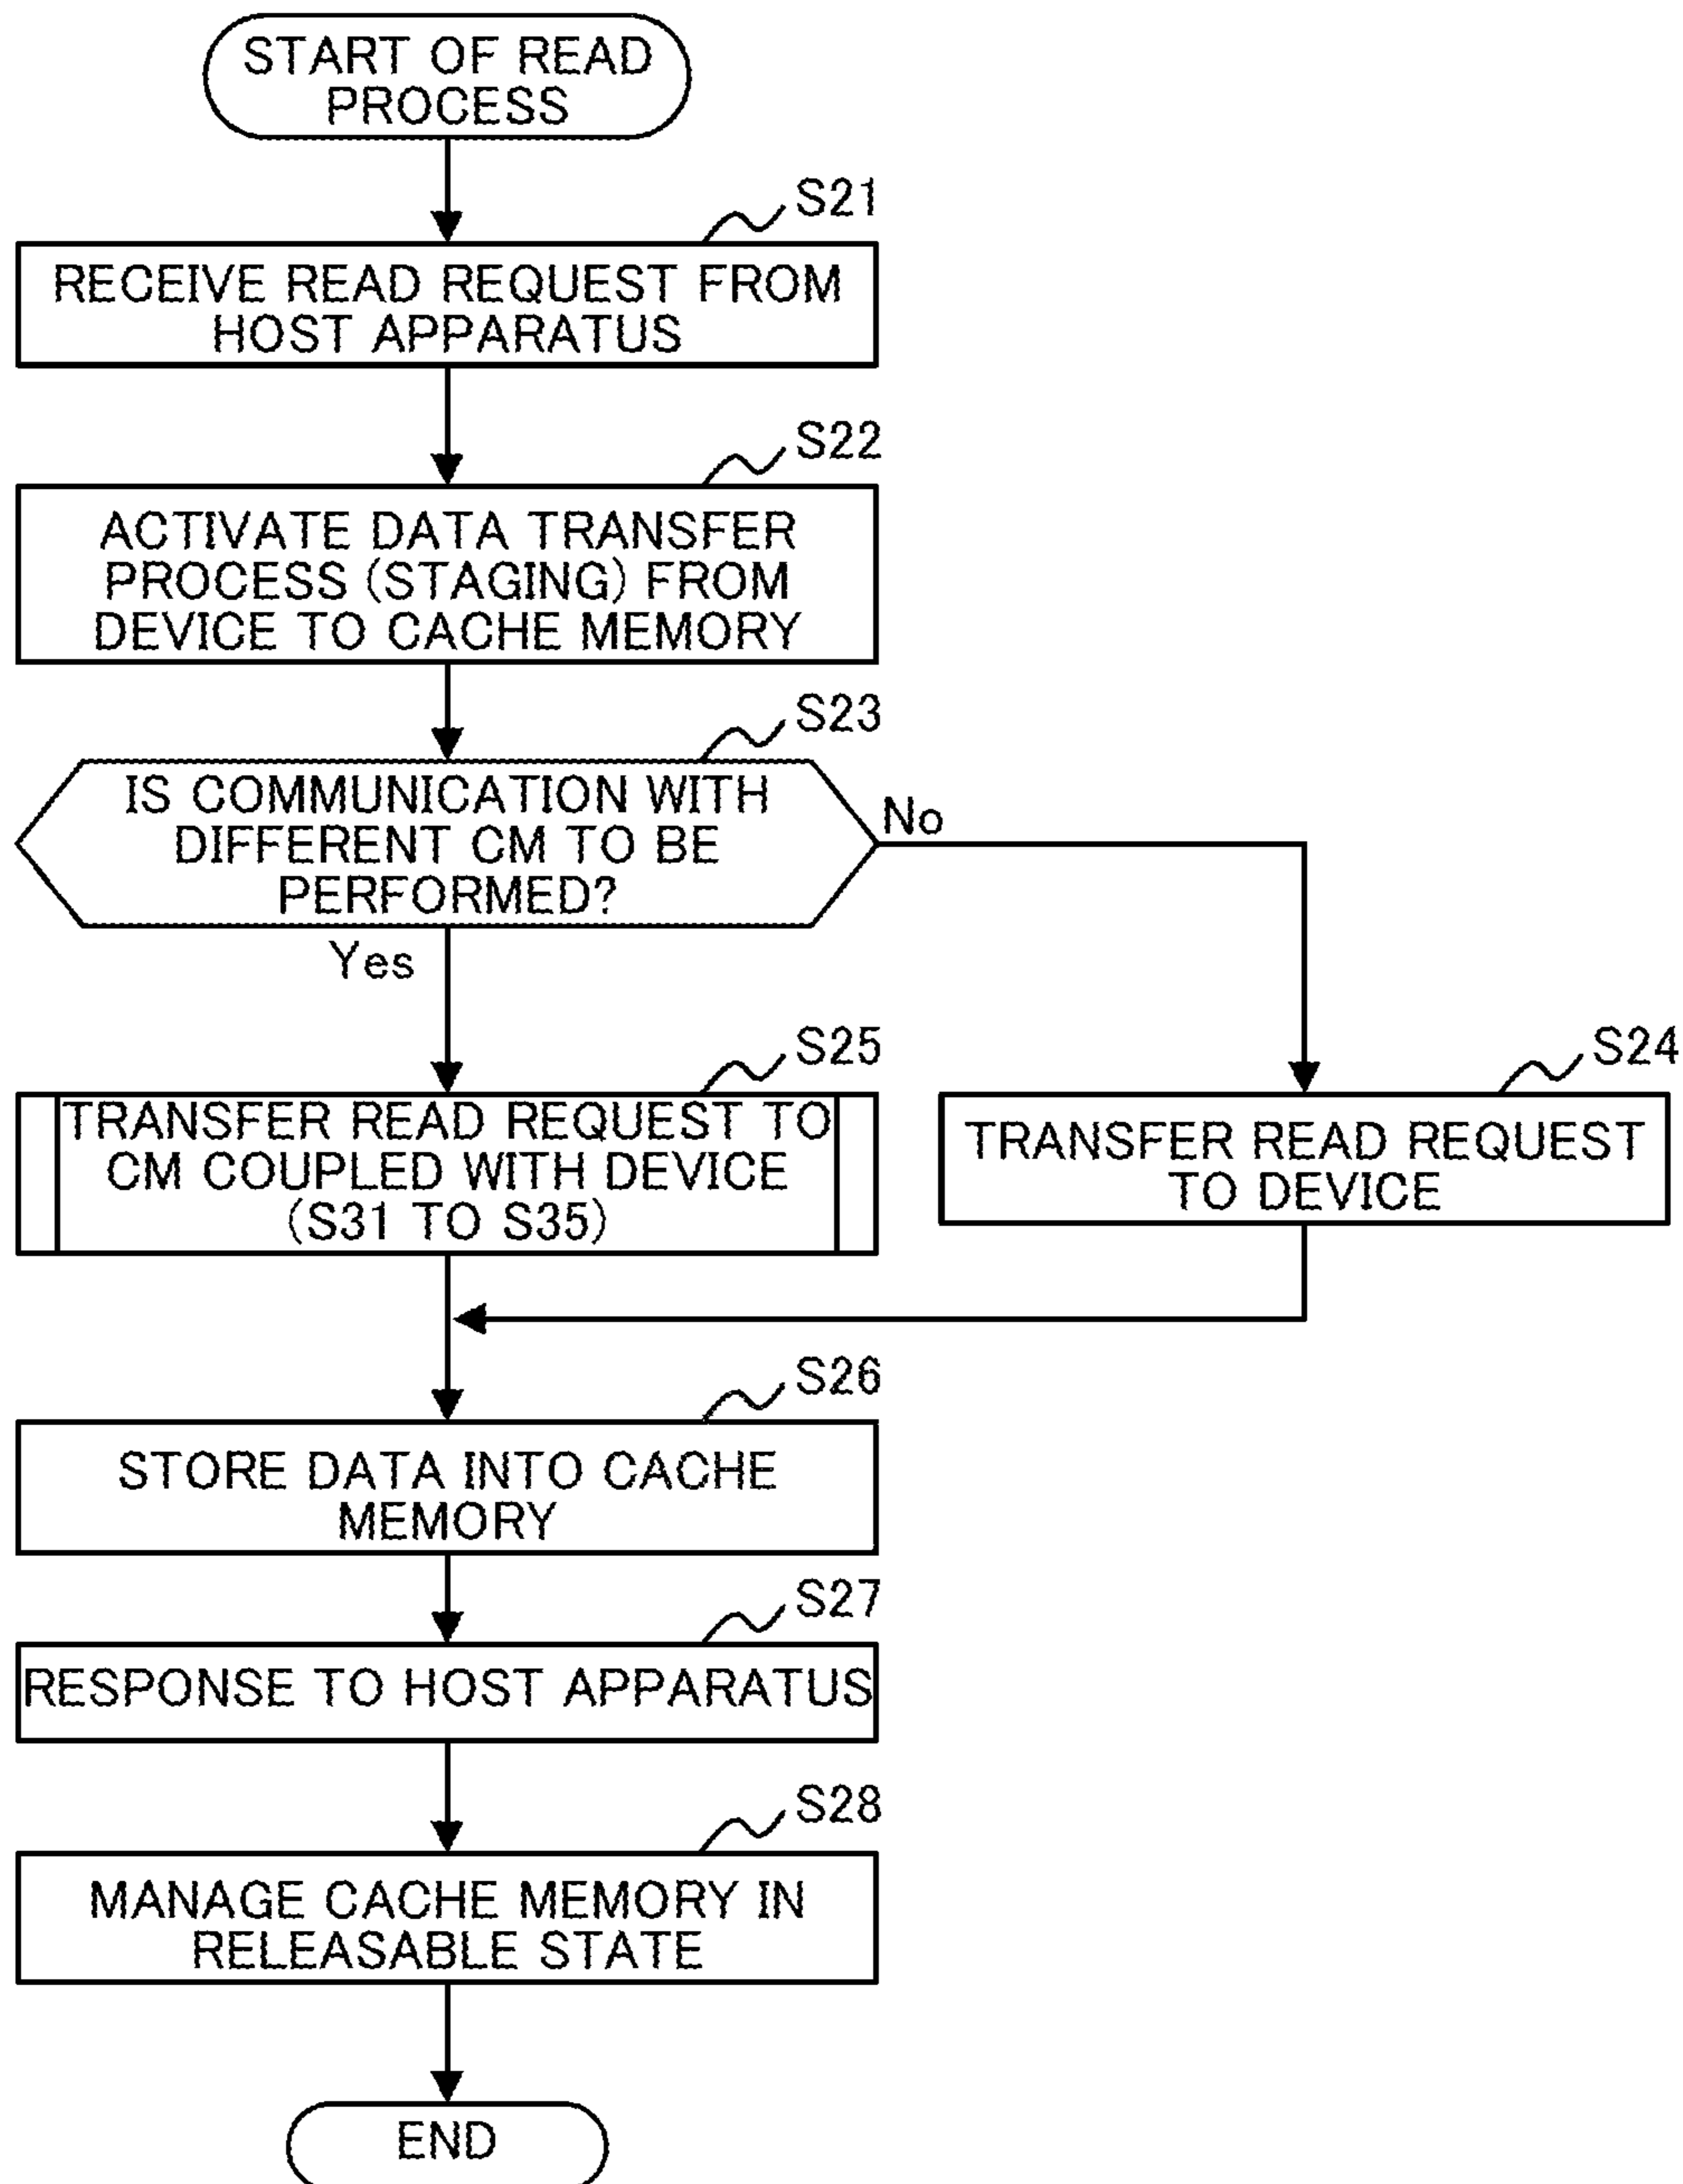 START OF READ
PROCESS
S21
RECEIVE READ REQUEST FROM
HOST APPARATUS
S22
ACTIVATE DATA TRANSFER
PROCESS (STAGING) FROM
DEVICE TO CACHE MEMORY
S23
IS COMMUNICATION WITH
DIFFERENT CM TO BE
PERFORMED?
No
Yes
S25
TRANSFER READ REQUEST TO
CM COUPLED WITH DEVICE
(S31 TO S35)
S24
TRANSFER READ REQUEST
TO DEVICE
S26
STORE DATA INTO CACHE
MEMORY
S27
RESPONSE TO HOST APPARATUS
S28
MANAGE CACHE MEMORY IN
RELEASABLE STATE
END